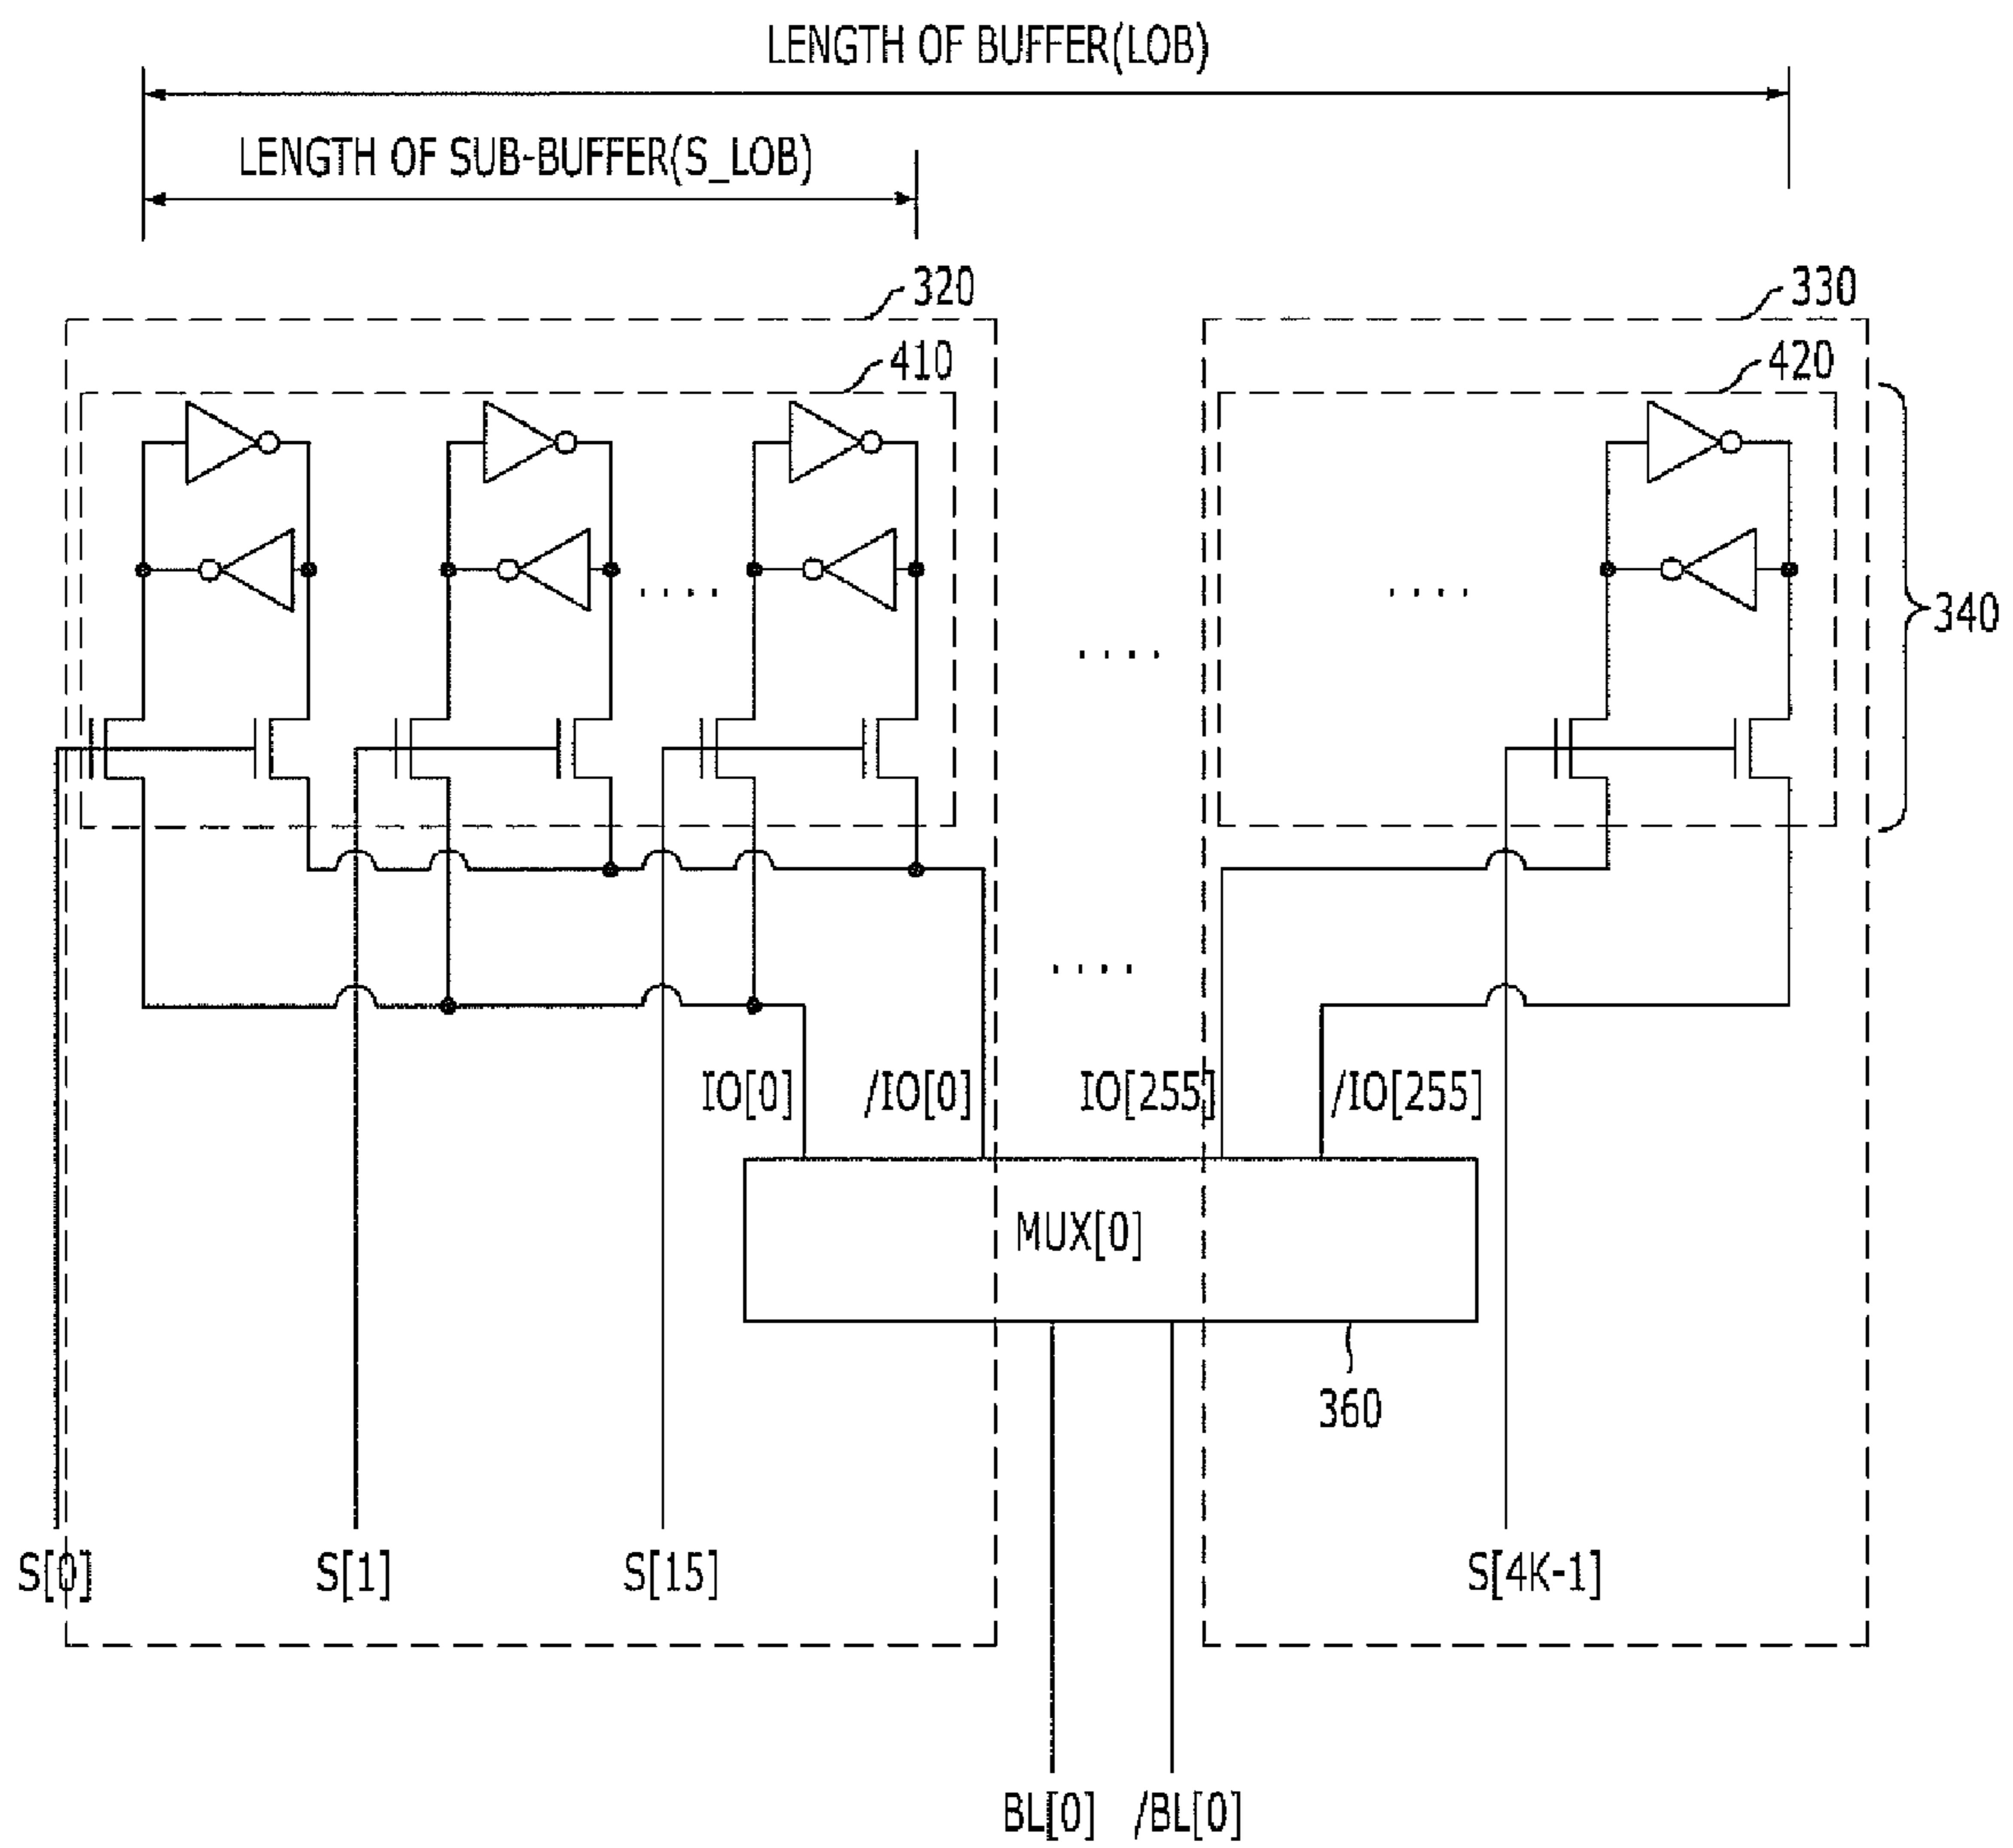 LENGTH OF BUFFER(LOB)
LENGTH OF SUB-BUFFER(S_LOB)
320
330
410
420
340
IO[0]
/IO[0]
IO[255]
/IO[255]
MUX[0]
360
S[0]
S[1]
S[15]
S[4K-1]
BL[0]
/BL[0]